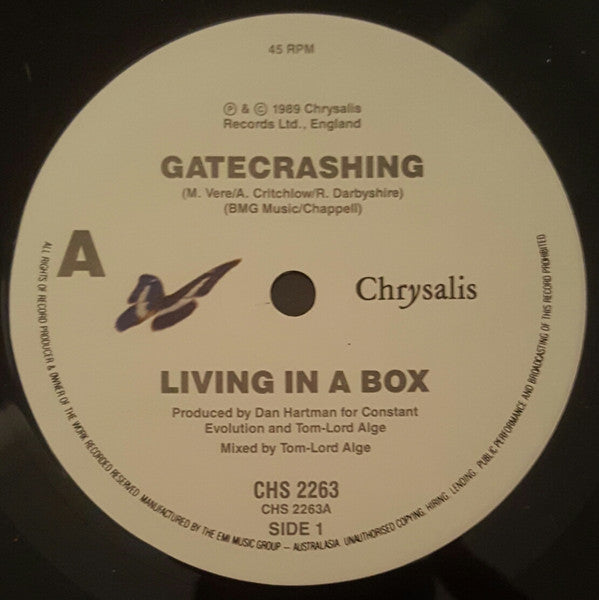 45 RPM
℗ & © 1989 Chrysalis
Records Ltd., England
GATECRASHING
(M. Vere/A. Critchlow/R. Darbyshire)
(BMG Music/Chappell)
A
Chrysalis
LIVING IN A BOX
Produced by Dan Hartman for Constant
Evolution and Tom-Lord Alge
Mixed by Tom-Lord Alge
CHS 2263
CHS 2263A
SIDE 1
ALL RIGHTS OF RECORD PRODUCER & OWNER OF THE WORK RECORDED RESERVED. MANUFACTURED BY THE EMI MUSIC GROUP – AUSTRALASIA. UNAUTHORISED COPYING, HIRING, LENDING, PUBLIC PERFORMANCE AND BROADCASTING OF THIS RECORD PROHIBITED